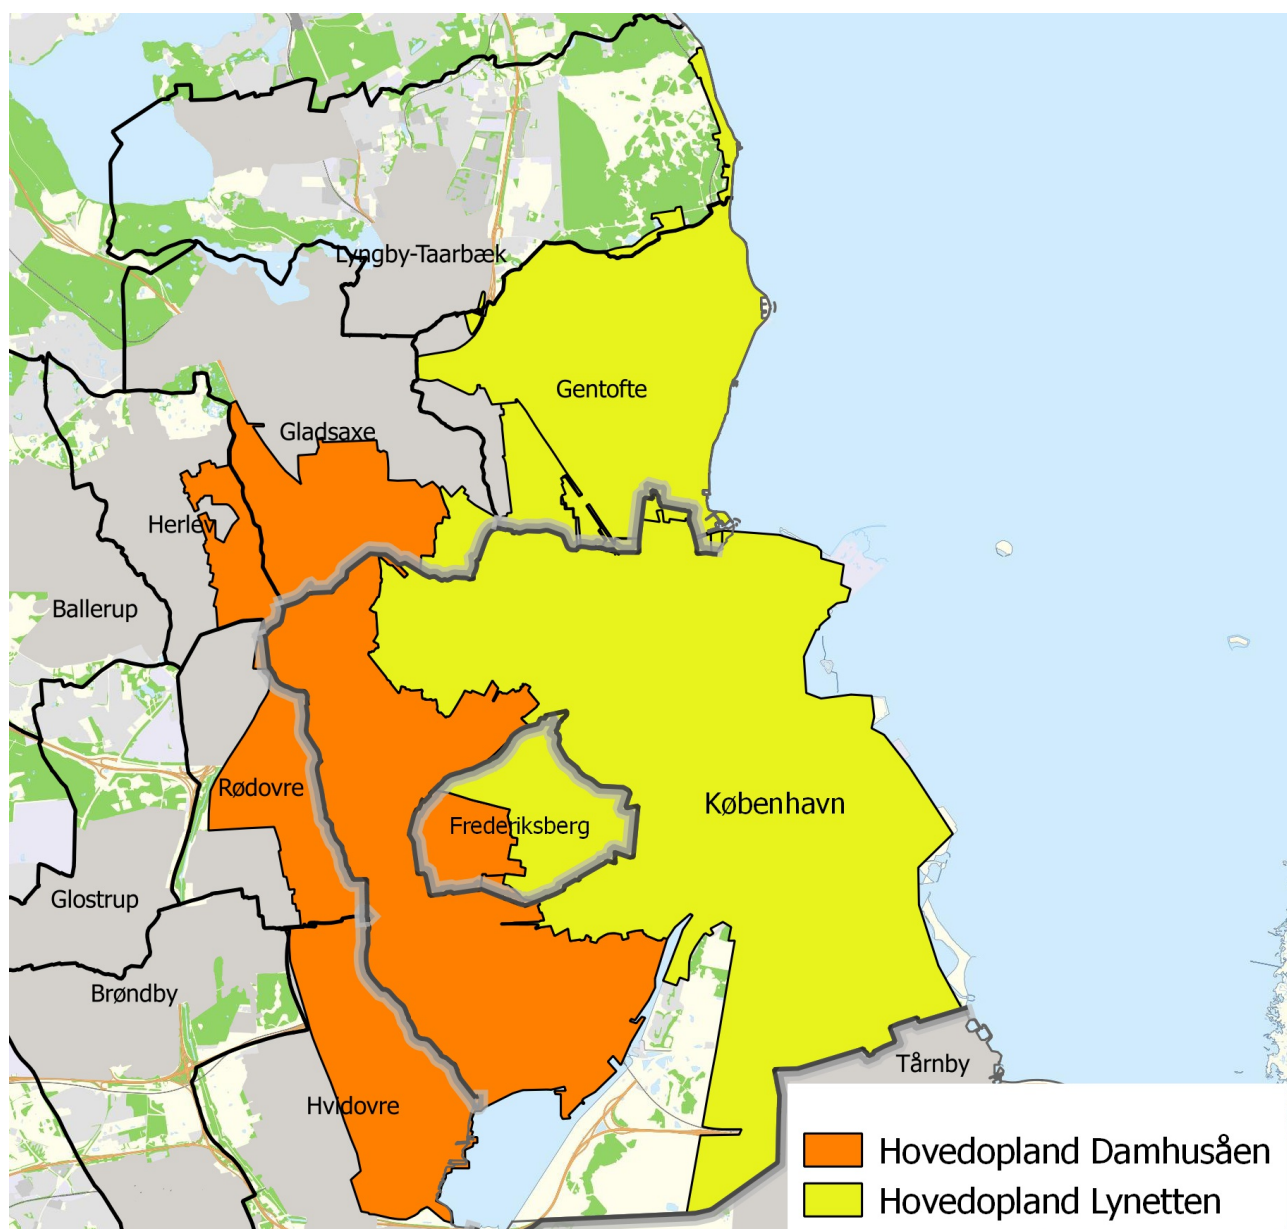 Lyngby-Taarbæk
Gentofte
Gladsaxe
Herlev
Ballerup
Rødovre
København
Frederiksberg
Glostrup
Brøndby
Tårnby
Hvidovre
Hovedopland Damhusåen
Hovedopland Lynetten